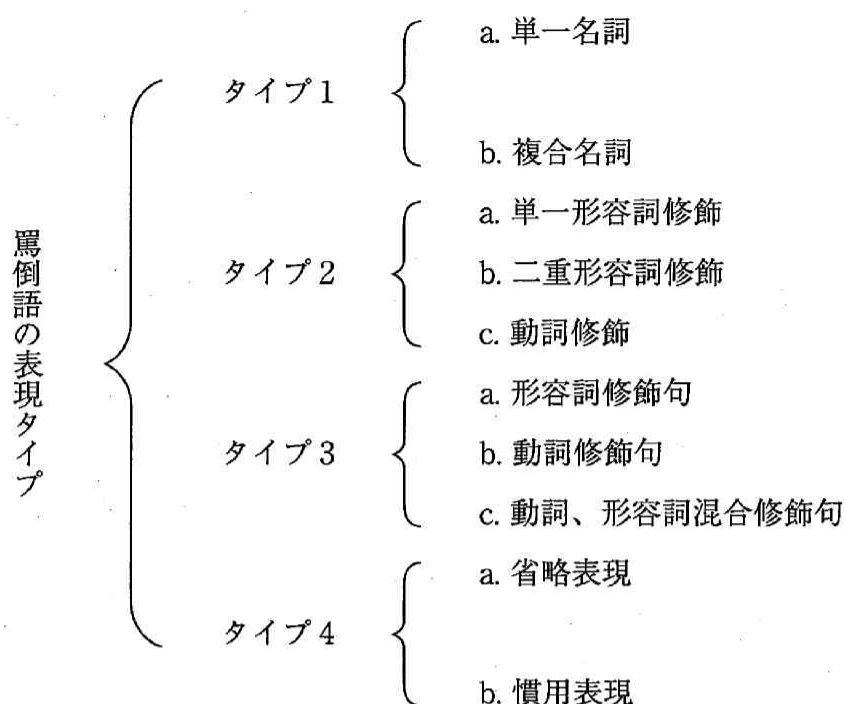 罵倒語の表現タイプ
タイプ1
a. 単一名詞
b. 複合名詞
タイプ2
a. 単一形容詞修飾
b. 二重形容詞修飾
c. 動詞修飾
タイプ3
a. 形容詞修飾句
b. 動詞修飾句
c. 動詞、形容詞混合修飾句
タイプ4
a. 省略表現
b. 慣用表現